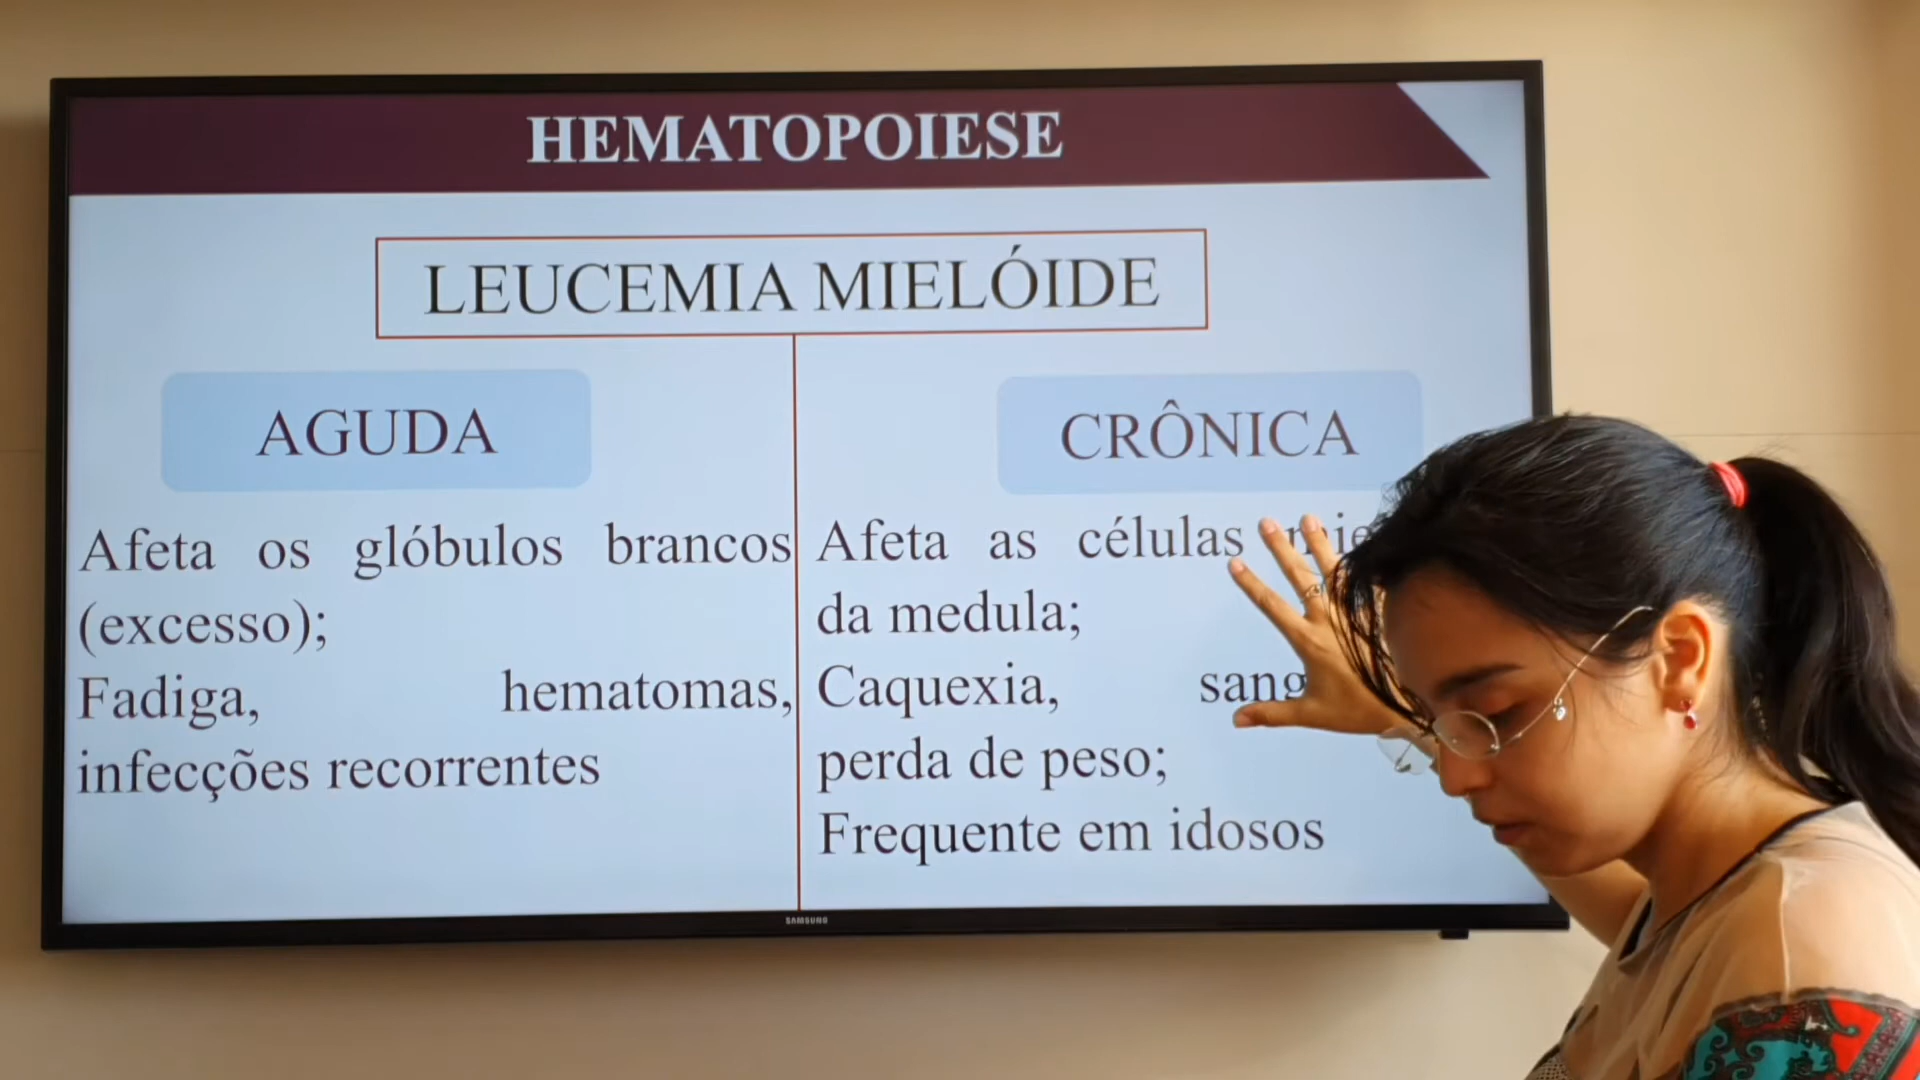 HEMATOPOIESE
LEUCEMIA MIELÓIDE
AGUDA
Afeta os glóbulos brancos
(excesso);
Fadiga, hematomas,
infecções recorrentes
CRÔNICA
Afeta as células
da medula;
Caquexia,
perda de peso;
Frequente em idosos
SAMSUNG